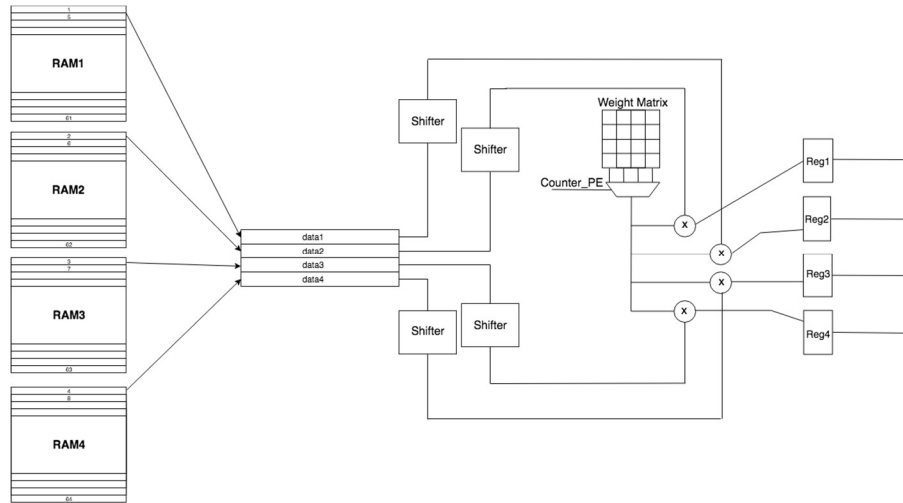 1
5
RAM1
61
2
6
RAM2
62
3
7
RAM3
63
4
8
RAM4
64
data1
data2
data3
data4
Shifter
Shifter
Shifter
Shifter
Weight Matrix
Counter_PE
X
X
X
X
Reg1
Reg2
Reg3
Reg4